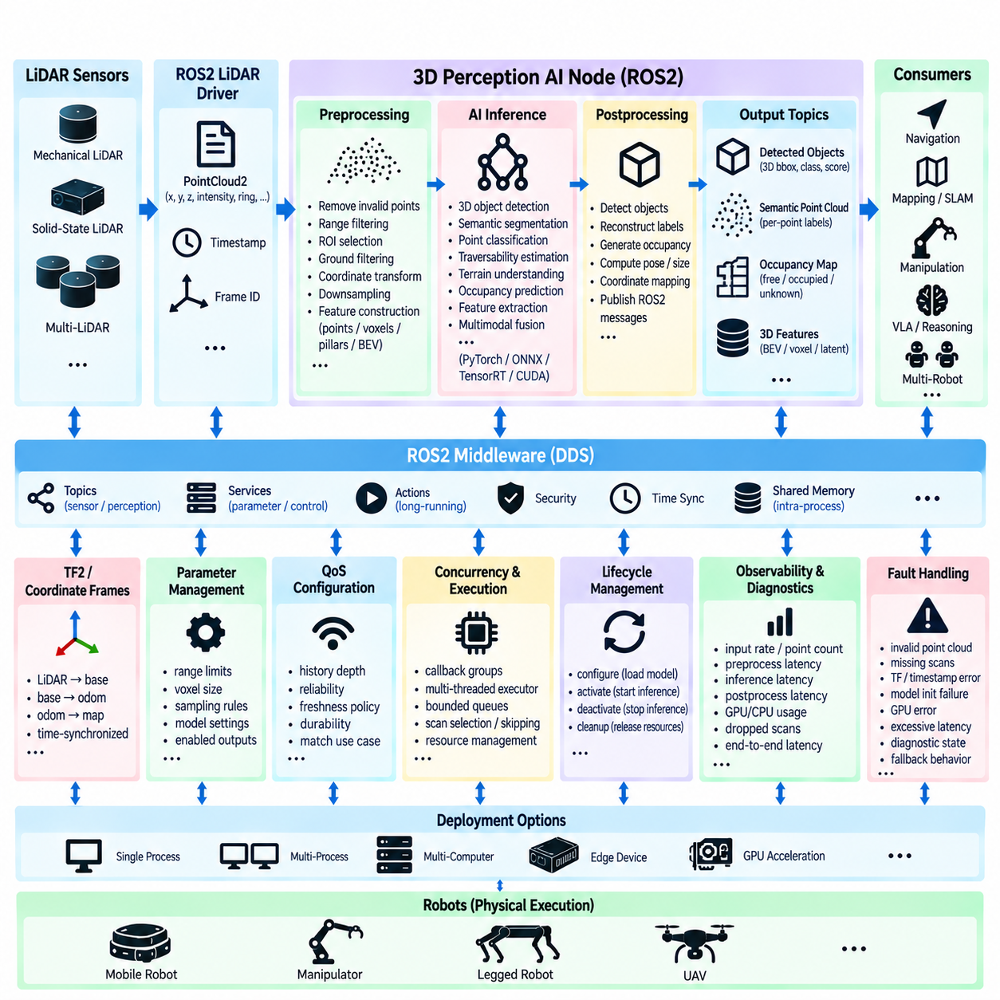 LiDAR Sensors
Mechanical LiDAR
Solid-State LiDAR
Multi-LiDAR
...
ROS2 LiDAR
Driver
PointCloud2
(x, y, z, intensity, ring, ...)
Timestamp
Frame ID
...
3D Perception AI Node (ROS2)
Preprocessing
• Remove invalid points
• Range filtering
• ROI selection
• Ground filtering
• Coordinate transform
• Downsampling
• Feature construction
(points / voxels /
pillars / BEV)
...
AI Inference
• 3D object detection
• Semantic segmentation
• Point classification
• Traversability estimation
• Terrain understanding
• Occupancy prediction
• Feature extraction
• Multimodal fusion
...
(PyTorch / ONNX /
TensorRT / CUDA)
Postprocessing
• Detect objects
• Reconstruct labels
• Generate occupancy
• Compute pose / size
• Coordinate mapping
• Publish ROS2
messages
...
Output Topics
Detected Objects
(3D bbox, class, score)
Semantic Point Cloud
(per-point labels)
Occupancy Map
(free / occupied /
unknown)
3D Features
(BEV / voxel / latent)
...
Consumers
Navigation
Mapping / SLAM
Manipulation
VLA / Reasoning
Multi-Robot
...
ROS2 Middleware (DDS)
Topics
(sensor / perception)
Services
(parameter / control)
Actions
(long-running)
Security
Time Sync
Shared Memory
(intra-process)
...
TF2 /
Coordinate Frames
• LiDAR → base
• base → odom
• odom → map
• time-synchronized
...
Parameter
Management
• range limits
• voxel size
• sampling rules
• model settings
• enabled outputs
...
QoS
Configuration
• history depth
• reliability
• freshness policy
• durability
• match use case
...
Concurrency &
Execution
• callback groups
• multi-threaded executor
• bounded queues
• scan selection / skipping
• resource management
...
Lifecycle
Management
• configure (load model)
• activate (start inference)
• deactivate (stop inference)
• cleanup (release resources)
...
Observability &
Diagnostics
• input rate / point count
• preprocess latency
• inference latency
• postprocess latency
• GPU/CPU usage
• dropped scans
• end-to-end latency
...
Fault Handling
• invalid point cloud
• missing scans
• TF / timestamp error
• model init failure
• GPU error
• excessive latency
• diagnostic state
• fallback behavior
...
Deployment Options
Single Process
Multi-Process
Multi-Computer
Edge Device
GPU Acceleration
...
Robots (Physical Execution)
Mobile Robot
Manipulator
Legged Robot
UAV
...